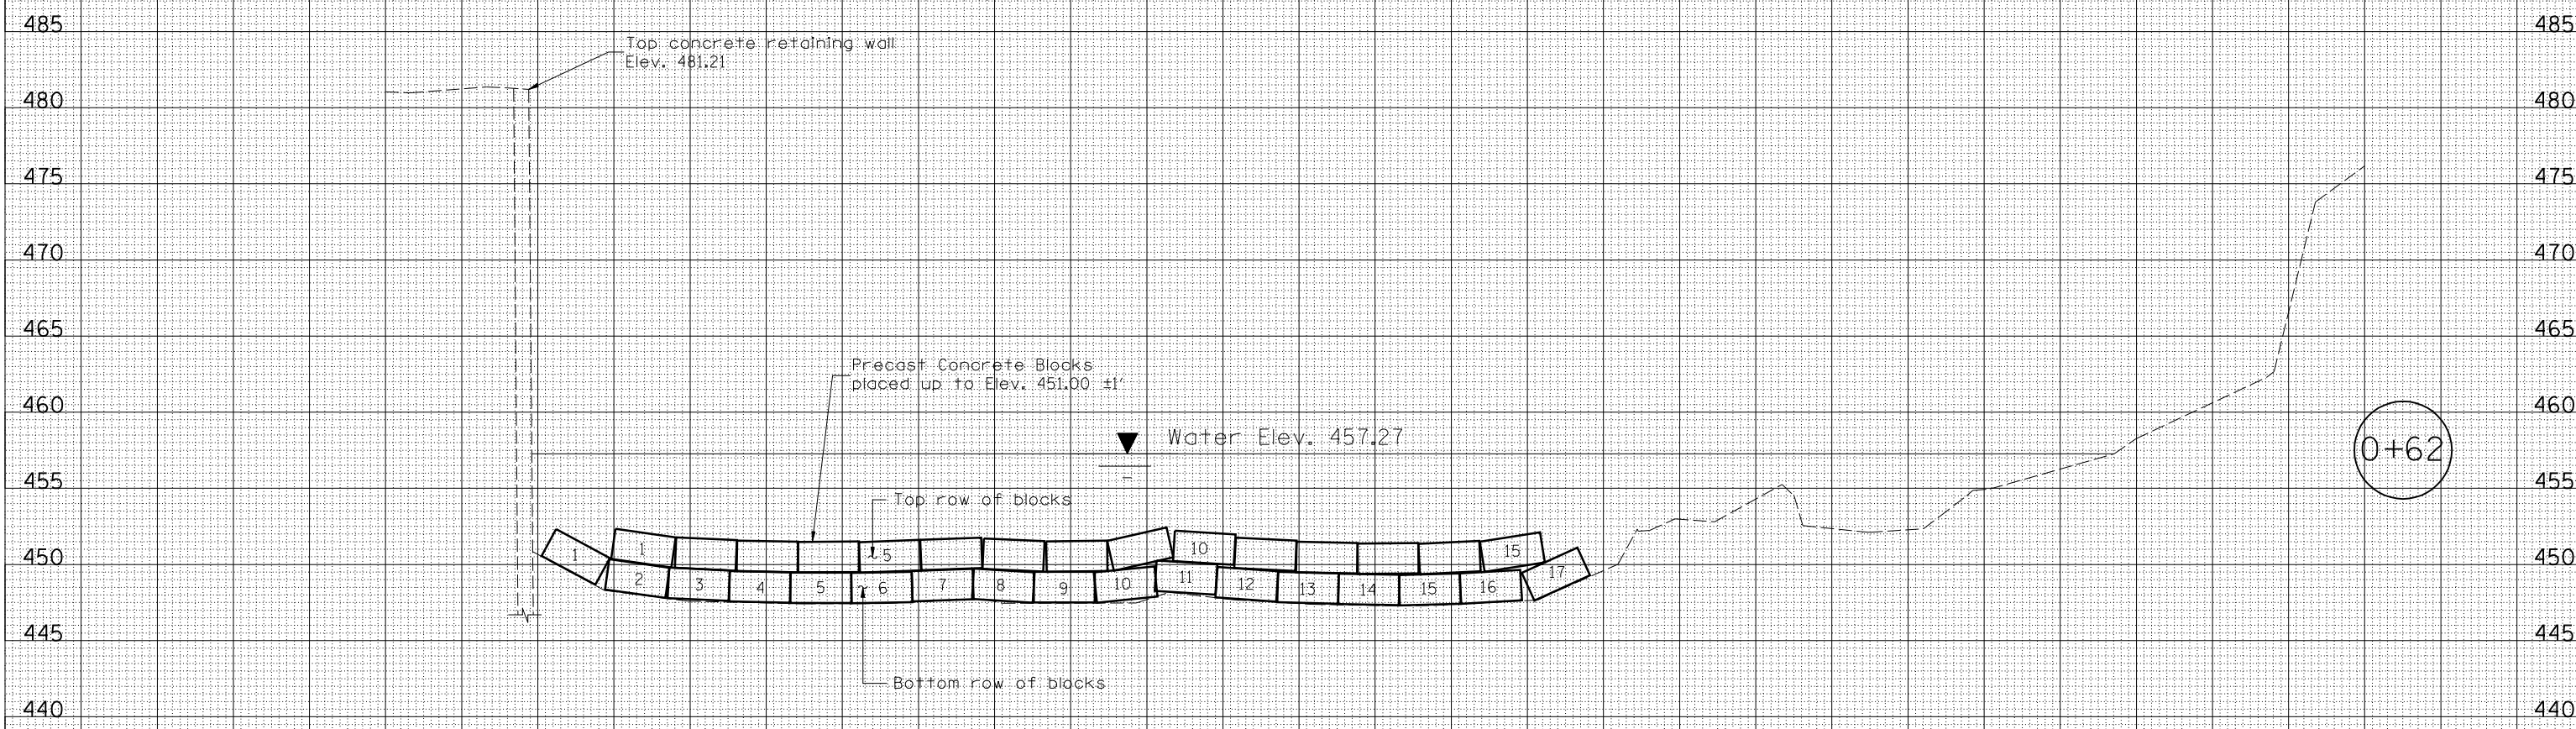 485 485
Top concrete retaining wall
Elev. 481.21
480 480
475 475
470 470
465 465
Precast Concrete Blocks
placed up to Elev. 451.00 ±1'
460 460
Water Elev. 457.27
0+62
455 455
Top row of blocks
450 450
1 1 5 10 15
2 3 4 5 6 7 8 9 10 11 12 13 14 15 16 17
445 445
Bottom row of blocks
440 440